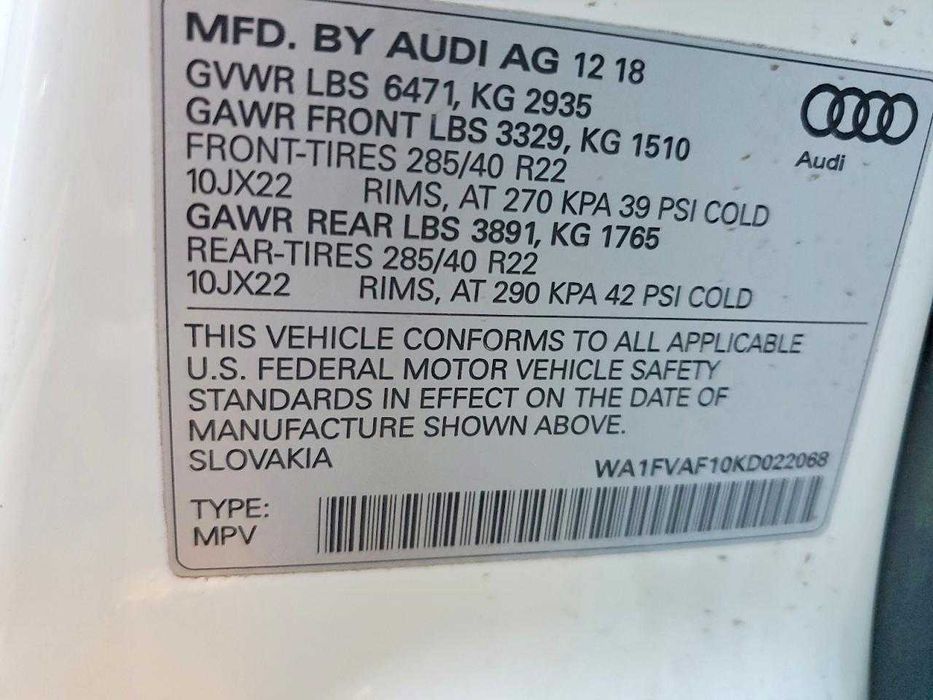 MFD. BY AUDI AG 12 18
GVWR LBS 6471, KG 2935
GAWR FRONT LBS 3329, KG 1510
FRONT-TIRES 285/40 R22
10JX22 RIMS, AT 270 KPA 39 PSI COLD
GAWR REAR LBS 3891, KG 1765
REAR-TIRES 285/40 R22
10JX22 RIMS, AT 290 KPA 42 PSI COLD
Audi
THIS VEHICLE CONFORMS TO ALL APPLICABLE
U.S. FEDERAL MOTOR VEHICLE SAFETY
STANDARDS IN EFFECT ON THE DATE OF
MANUFACTURE SHOWN ABOVE.
SLOVAKIA WA1FVAF10KD022068
TYPE:
MPV